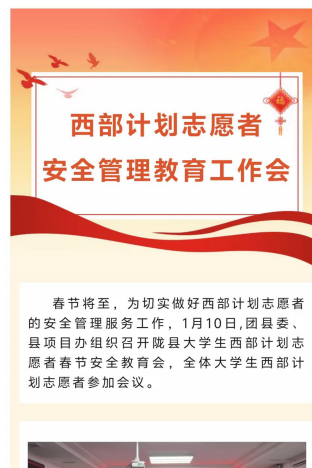 西部计划志愿者
安全管理教育工作会
福
春节将至，为切实做好西部计划志愿者
的安全管理服务工作，1月10日,团县委、
县项目办组织召开陇县大学生西部计划志
愿者春节安全教育会，全体大学生西部计
划志愿者参加会议。